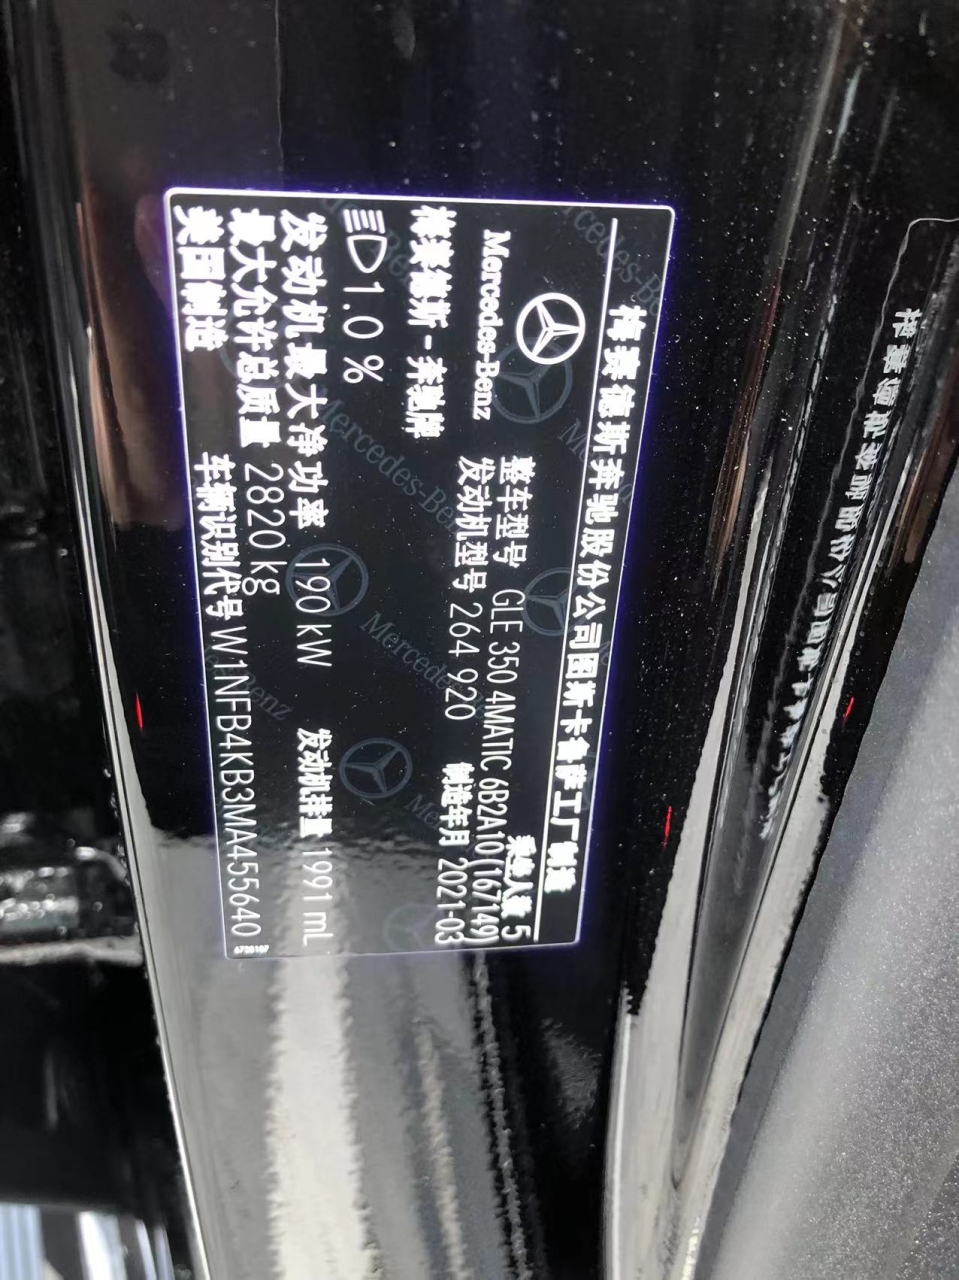 梅赛德斯奔驰股份公司图斯卡鲁萨工厂制造
Mercedes-Benz
梅赛德斯-奔驰牌
乘坐人数 5
整车型号 GLE 350 4MATIC 6B2A10(167149)
发动机型号 264 920
制造年月 2021-03
1.0%
发动机最大净功率 190 kW
发动机排量 1991 mL
最大允许总质量 2820 kg
美国制造
车辆识别代号 W1NFB4KB3MA455640
6720107